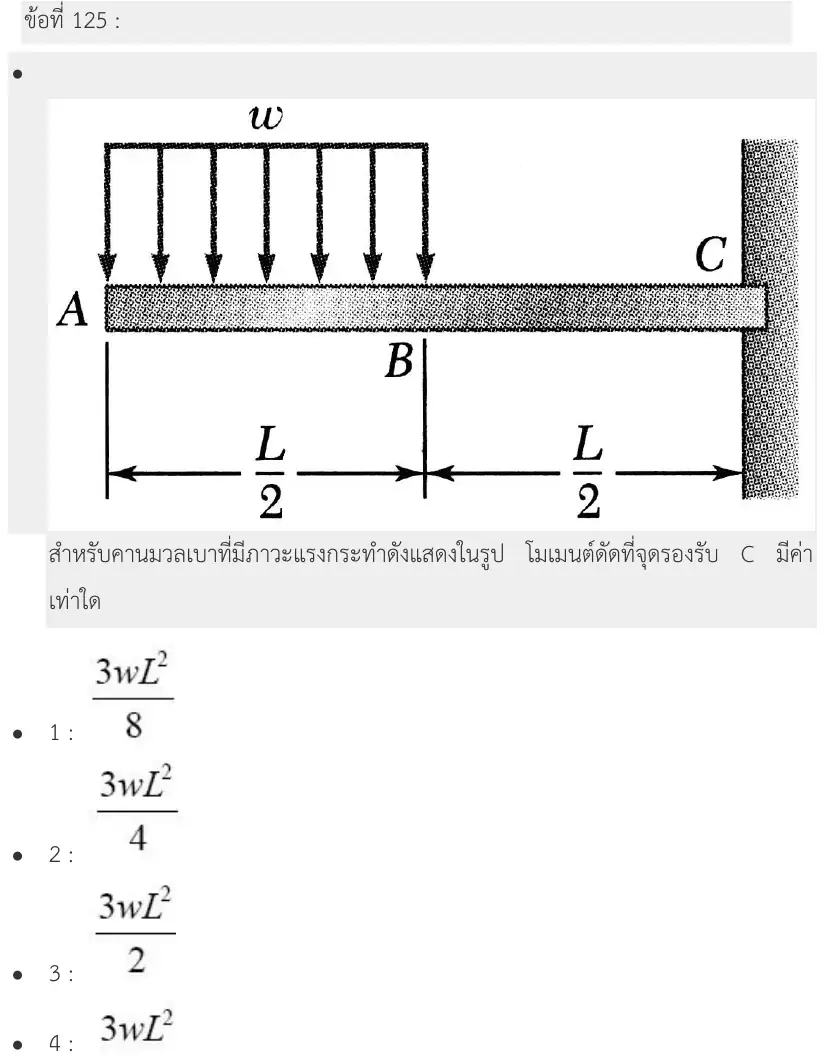 ข้อที่ 125 :
w
C
A
B
L/2 L/2
สำหรับคานมวลเบาที่มีภาวะแรงกระทำดังแสดงในรูป โมเมนต์ดัดที่จุดรองรับ C มีค่า
เท่าใด
1 : 3wL²/8
2 : 3wL²/4
3 : 3wL²/2
4 : 3wL²